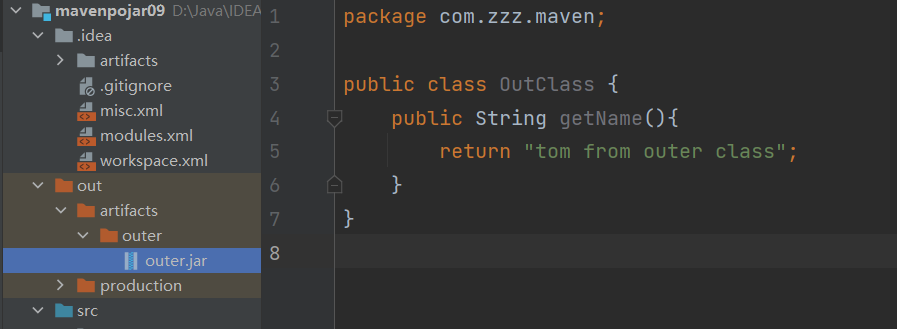 mavenpojar09 D:\Java\IDEA
.idea
artifacts
.gitignore
misc.xml
modules.xml
workspace.xml
out
artifacts
outer
outer.jar
production
src
1 package com.zzz.maven;
2
3 public class OutClass {
4 public String getName(){
5 return "tom from outer class";
6 }
7 }
8